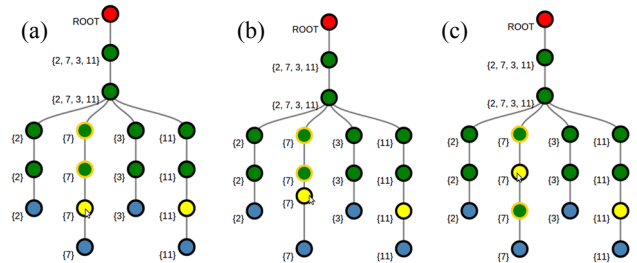 (a)
ROOT
{2, 7, 3, 11}
{2, 7, 3, 11}
{2} {7} {3} {11}
{2} {7} {3} {11}
{2} {7} {3} {11}
{7} {11}
(b)
ROOT
{2, 7, 3, 11}
{2, 7, 3, 11}
{2} {7} {3} {11}
{2} {7} {3} {11}
{7}
{2} {3} {11}
{7} {11}
(c)
ROOT
{2, 7, 3, 11}
{2, 7, 3, 11}
{2} {7} {3} {11}
{2} {7} {3} {11}
{2} {7} {3} {11}
{7} {11}